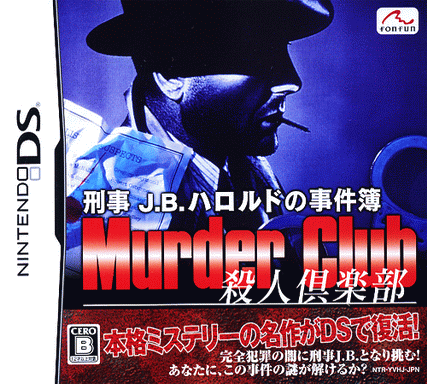 fonfun
NINTENDO DS
SUSPECTS
刑事 J.B.ハロルドの事件簿
Murder Club
殺人倶楽部
CERO
B
本格ミステリーの名作がDSで復活!
完全犯罪の闇に刑事J.B.となり挑む!
あなたに、この事件の謎が解けるか?
NTR-YVHJ-JPN